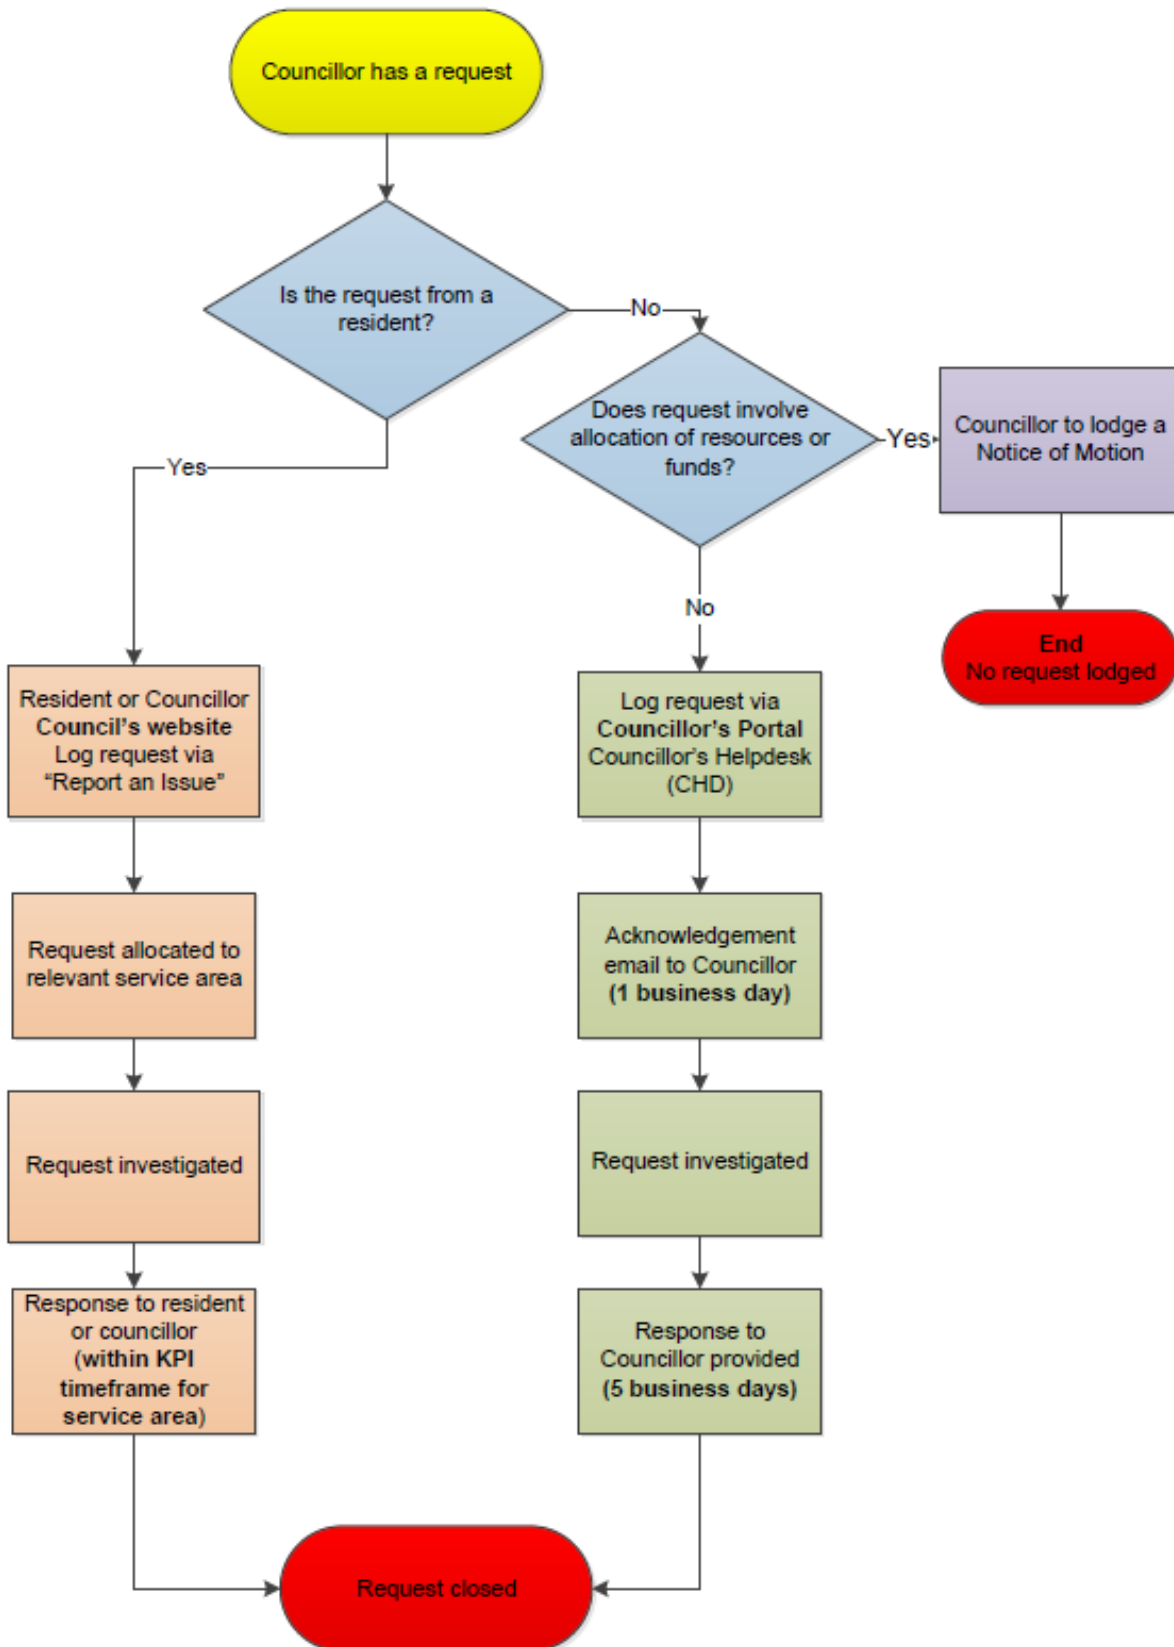 Councillor has a request
Is the request from a
resident?
No
Does request involve
allocation of resources or
funds?
Yes
Councillor to lodge a
Notice of Motion
End
No request lodged
Yes
No
Resident or Councillor
Council’s website
Log request via
“Report an Issue”
Request allocated to
relevant service area
Request investigated
Response to resident
or councillor
(within KPI
timeframe for
service area)
Log request via
Councillor’s Portal
Councillor’s Helpdesk
(CHD)
Acknowledgement
email to Councillor
(1 business day)
Request investigated
Response to
Councillor provided
(5 business days)
Request closed